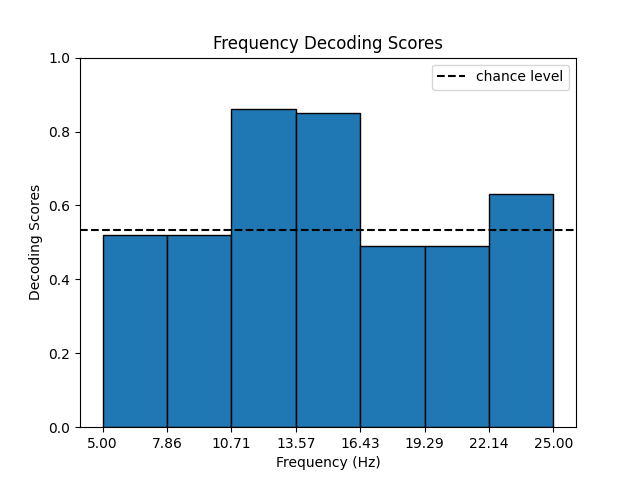 Frequency Decoding Scores
chance level
Decoding Scores
1.0
0.8
0.6
0.4
0.2
0.0
5.00 7.86 10.71 13.57 16.43 19.29 22.14 25.00
Frequency (Hz)